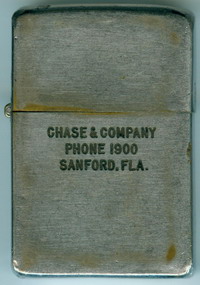 CHASE & COMPANY
PHONE 1900
SANFORD, FLA.